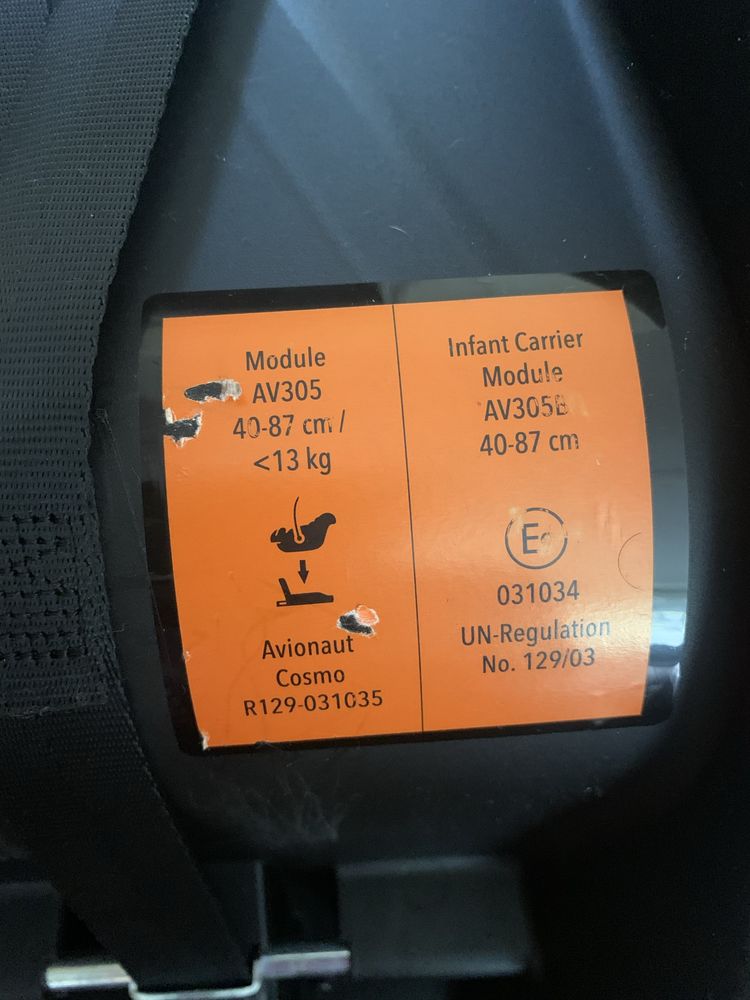 Module
AV305
40-87 cm /
<13 kg
Avionaut
Cosmo
R129-031035
Infant Carrier
Module
AV305B
40-87 cm
E
031034
UN-Regulation
No. 129/03